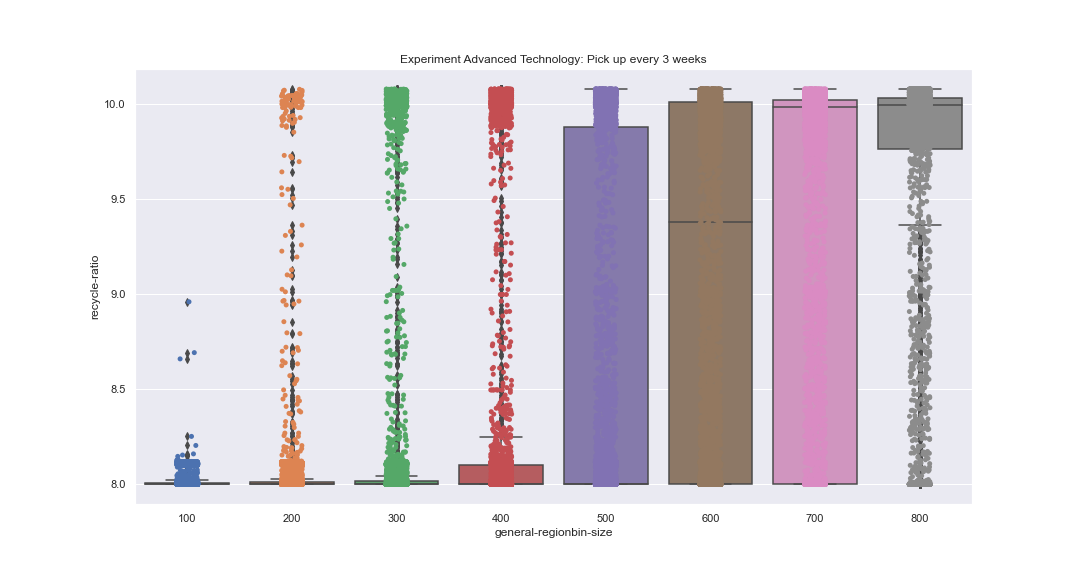 Experiment Advanced Technology: Pick up every 3 weeks
10.0
9.5
9.0
8.5
8.0
recycle-ratio
100 200 300 400 500 600 700 800
general-regionbin-size